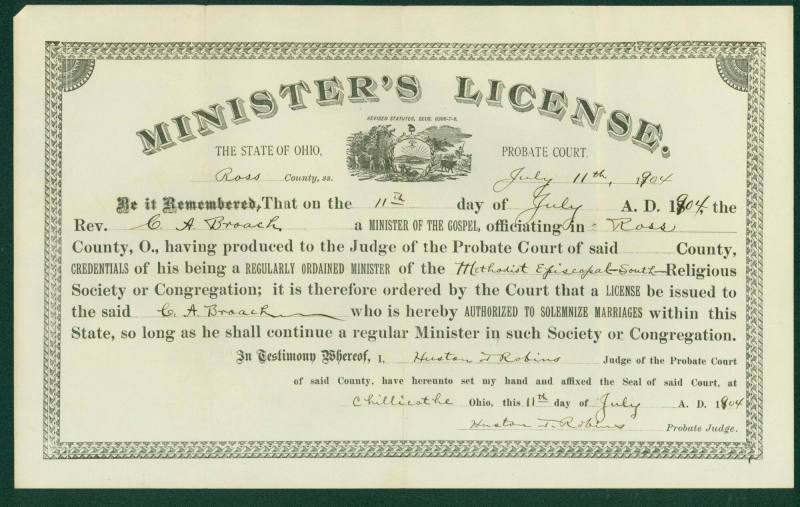 MINISTER'S LICENSE.
REVISED STATUTES, SECS. 6386-7-8.
THE STATE OF OHIO, PROBATE COURT.
Ross County, ss. July 11th, 1904
Be it Remembered, That on the 11th day of July A. D. 1904, the
Rev. C. A. Broach a MINISTER OF THE GOSPEL, officiating in Ross
County, O., having produced to the Judge of the Probate Court of said County,
CREDENTIALS of his being a REGULARLY ORDAINED MINISTER of the Methodist Episcopal South Religious
Society or Congregation; it is therefore ordered by the Court that a LICENSE be issued to
the said C. A. Broach who is hereby AUTHORIZED TO SOLEMNIZE MARRIAGES within this
State, so long as he shall continue a regular Minister in such Society or Congregation.
In Testimony Whereof, I, Huston T. Robins Judge of the Probate Court
of said County, have hereunto set my hand and affixed the Seal of said Court, at
Chillicothe Ohio, this 11th day of July A. D. 1904
Huston T. Robins Probate Judge.